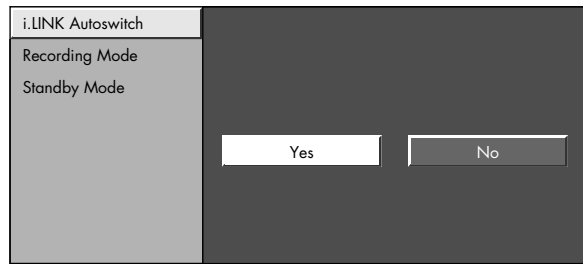 i.LINK Autoswitch
Recording Mode
Standby Mode
Yes No